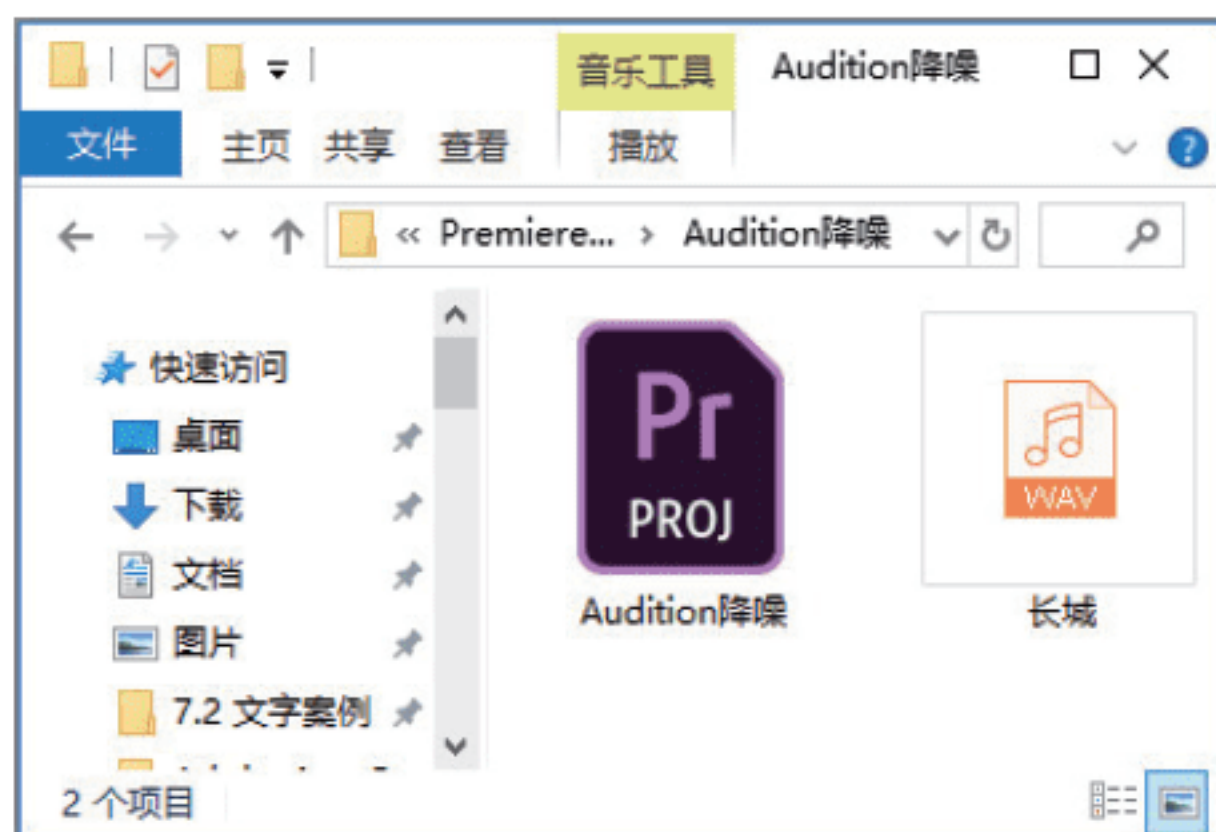 音乐工具 Audition降噪
文件 主页 共享 查看 播放
« Premiere... › Audition降噪
快速访问
桌面
下载
文档
图片
7.2 文字案例
Pr
PROJ
Audition降噪
WAV
长城
2 个项目